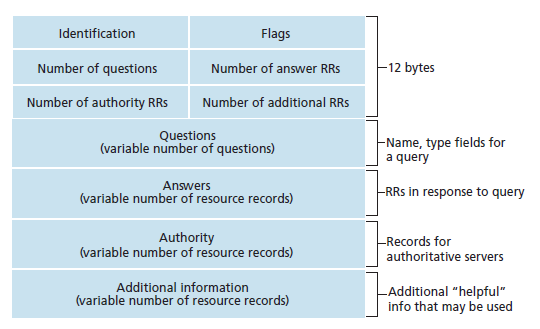 Identification
Flags
Number of questions
Number of answer RRs
12 bytes
Number of authority RRs
Number of additional RRs
Questions
(variable number of questions)
Name, type fields for
a query
Answers
(variable number of resource records)
RRs in response to query
Authority
(variable number of resource records)
Records for
authoritative servers
Additional information
(variable number of resource records)
Additional “helpful”
info that may be used